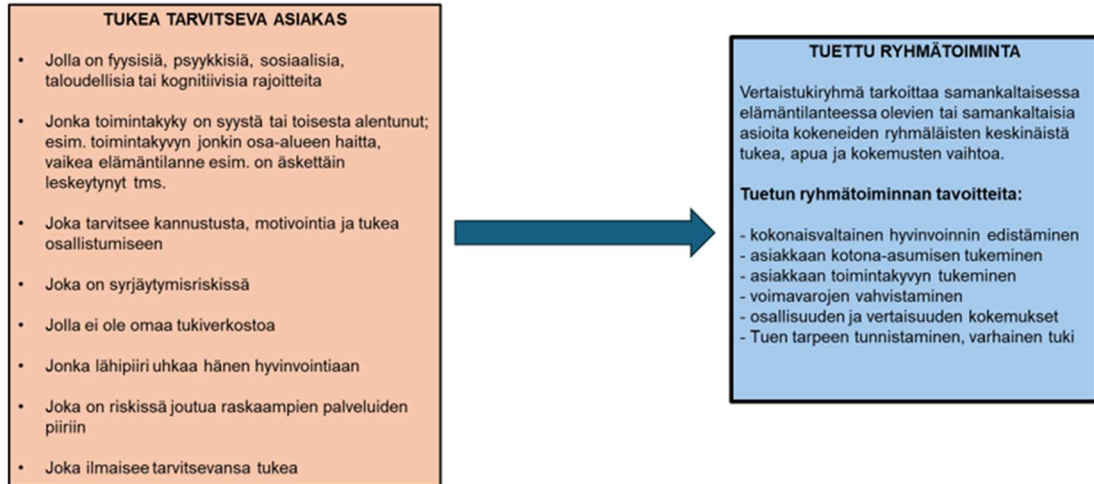 TUKEA TARVITSEVA ASIAKAS
• Jolla on fyysisiä, psyykkisiä, sosiaalisia,
taloudellisia tai kognitiivisia rajoitteita
• Jonka toimintakyky on syystä tai toisesta alentunut;
esim. toimintakyvyn jonkin osa-alueen haitta,
vaikea elämäntilanne esim. on äskettäin
leskeytynyt tms.
• Joka tarvitsee kannustusta, motivointia ja tukea
osallistumiseen
• Joka on syrjäytymisriskissä
• Jolla ei ole omaa tukiverkostoa
• Jonka lähipiiri uhkaa hänen hyvinvointiaan
• Joka on riskissä joutua raskaampien palveluiden
piiriin
• Joka ilmaisee tarvitsevansa tukea
TUETTU RYHMÄTOIMINTA
Vertaistukiryhmä tarkoittaa samankaltaisessa
elämäntilanteessa olevien tai samankaltaisia
asioita kokeneiden ryhmäläisten keskinäistä
tukea, apua ja kokemusten vaihtoa.
Tuetun ryhmätoiminnan tavoitteita:
- kokonaisvaltainen hyvinvoinnin edistäminen
- asiakkaan kotona-asumisen tukeminen
- asiakkaan toimintakyvyn tukeminen
- voimavarojen vahvistaminen
- osallisuuden ja vertaisuuden kokemukset
- Tuen tarpeen tunnistaminen, varhainen tuki